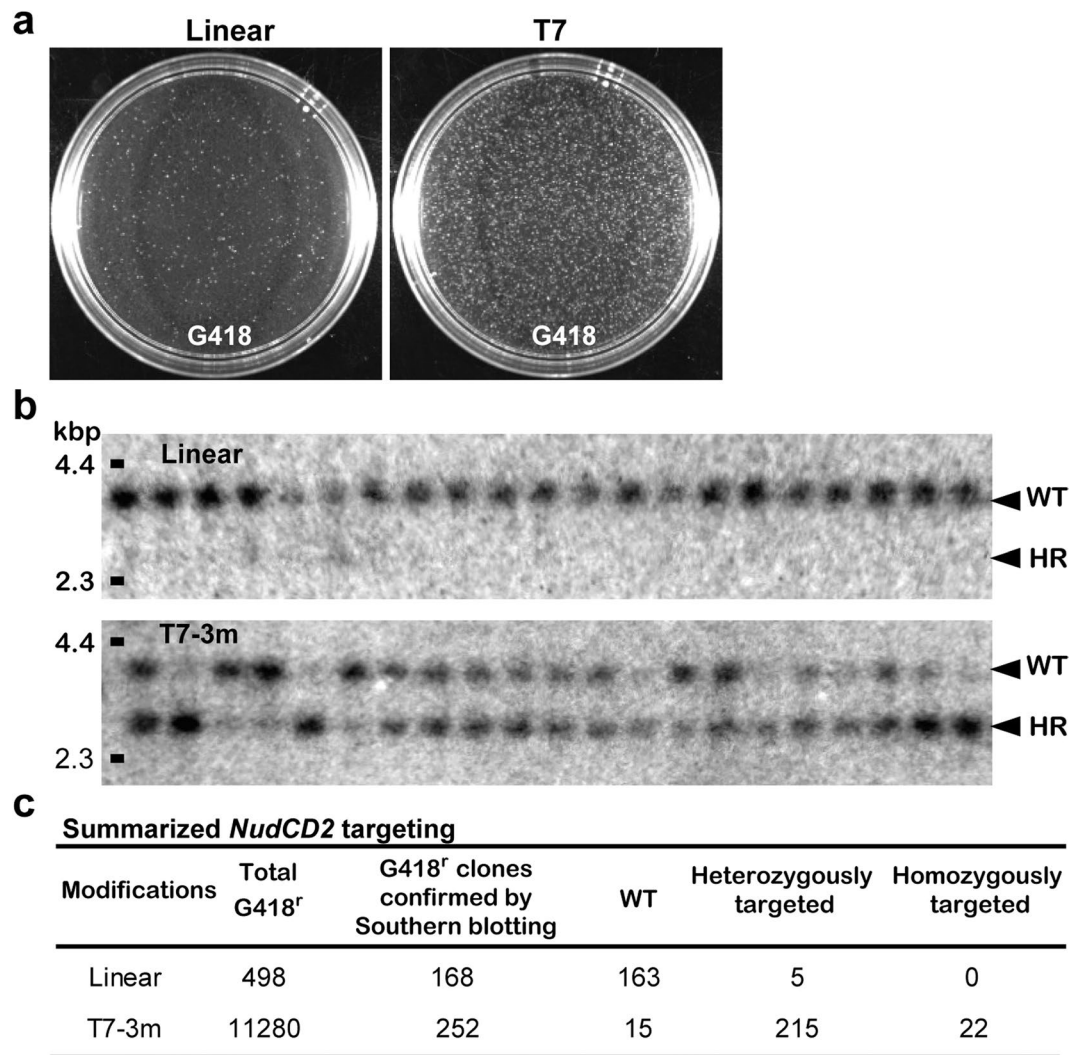 a
Linear
T7
G418
G418
b
kbp
4.4
Linear
WT
HR
2.3
4.4
T7-3m
WT
HR
2.3
c
Summarized NudCD2 targeting
Modifications
Total
G418r
G418r clones
confirmed by
Southern blotting
WT
Heterozygously
targeted
Homozygously
targeted
Linear 498 168 163 5 0
T7-3m 11280 252 15 215 22